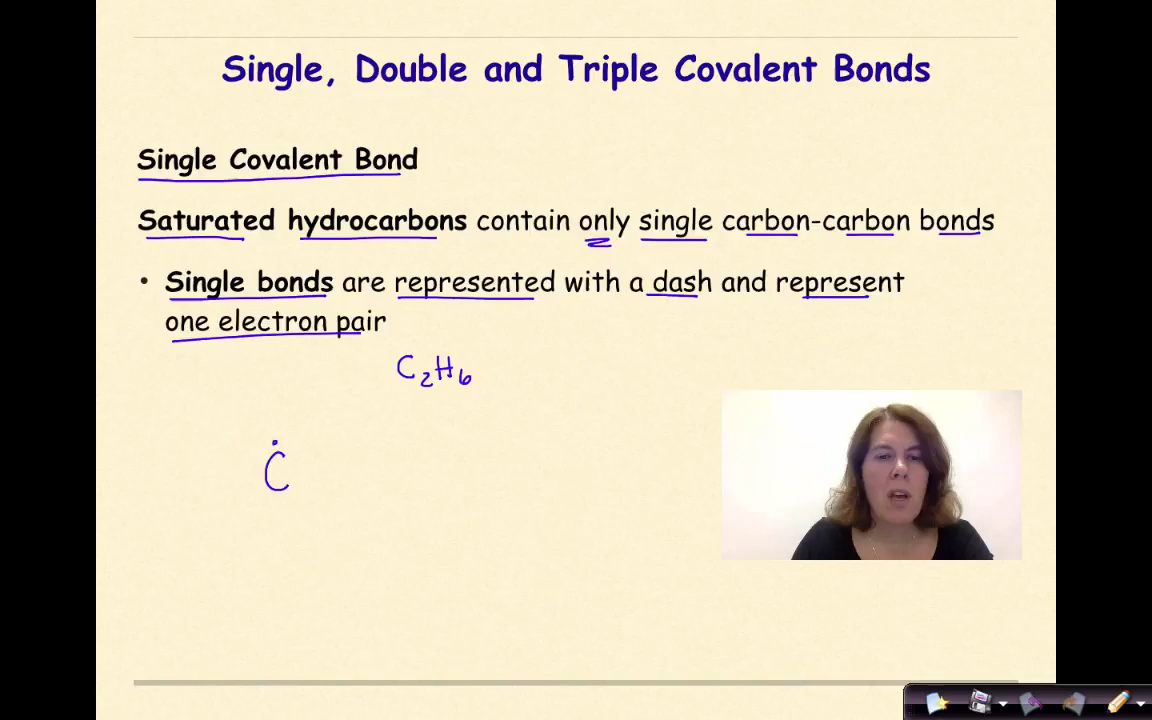 Single, Double and Triple Covalent Bonds
Single Covalent Bond
Saturated hydrocarbons contain only single carbon-carbon bonds
• Single bonds are represented with a dash and represent
one electron pair
C₂H₆
Ċ